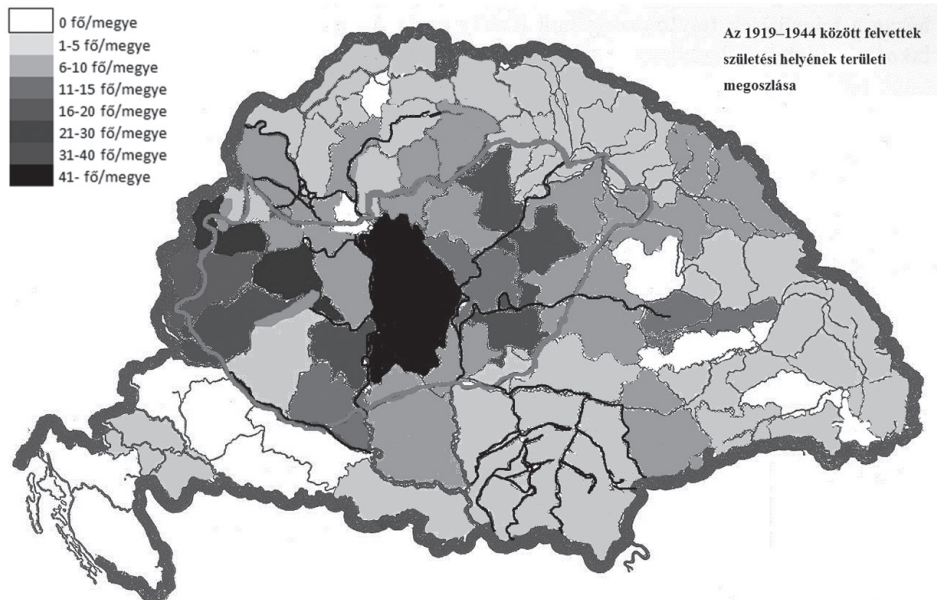 0 fő/megye
1-5 fő/megye
6-10 fő/megye
11-15 fő/megye
16-20 fő/megye
21-30 fő/megye
31-40 fő/megye
41- fő/megye
Az 1919–1944 között felvettek
születési helyének területi
megoszlása